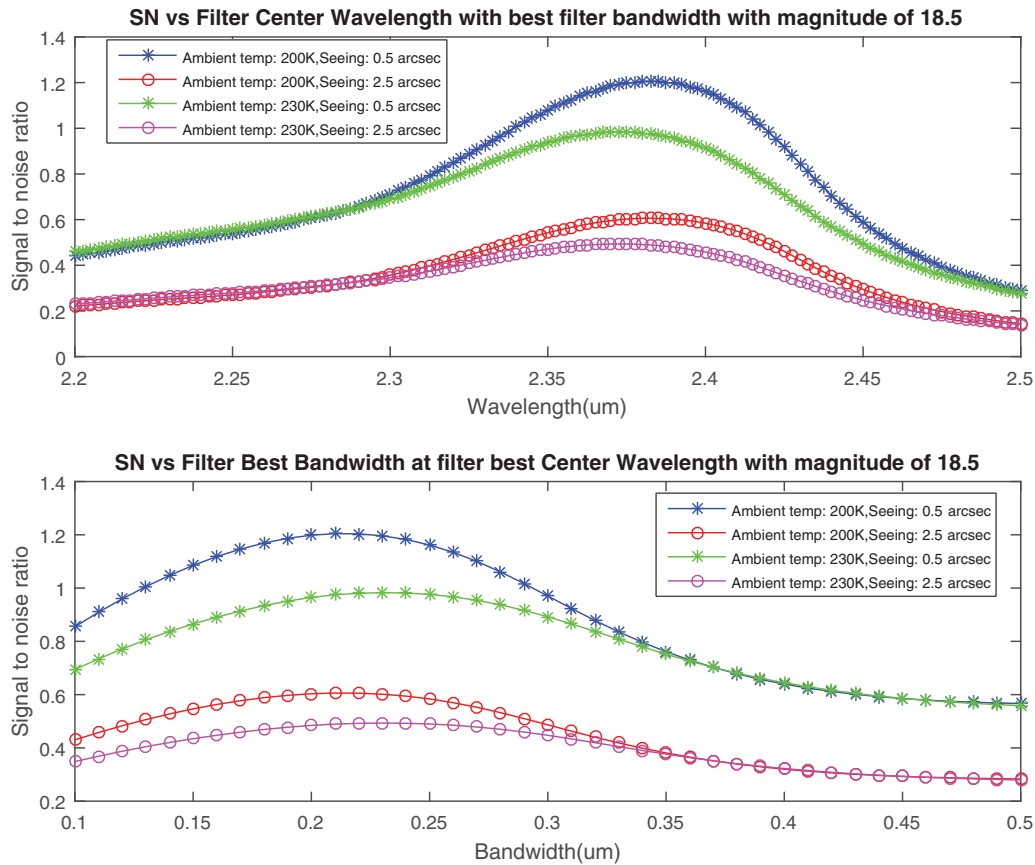 SN vs Filter Center Wavelength with best filter bandwidth with magnitude of 18.5
Signal to noise ratio
1.4
1.2
1
0.8
0.6
0.4
0.2
0
Ambient temp: 200K,Seeing: 0.5 arcsec
Ambient temp: 200K,Seeing: 2.5 arcsec
Ambient temp: 230K,Seeing: 0.5 arcsec
Ambient temp: 230K,Seeing: 2.5 arcsec
2.2 2.25 2.3 2.35 2.4 2.45 2.5
Wavelength(um)
SN vs Filter Best Bandwidth at filter best Center Wavelength with magnitude of 18.5
Signal to noise ratio
1.4
1.2
1
0.8
0.6
0.4
0.2
Ambient temp: 200K,Seeing: 0.5 arcsec
Ambient temp: 200K,Seeing: 2.5 arcsec
Ambient temp: 230K,Seeing: 0.5 arcsec
Ambient temp: 230K,Seeing: 2.5 arcsec
0.1 0.15 0.2 0.25 0.3 0.35 0.4 0.45 0.5
Bandwidth(um)